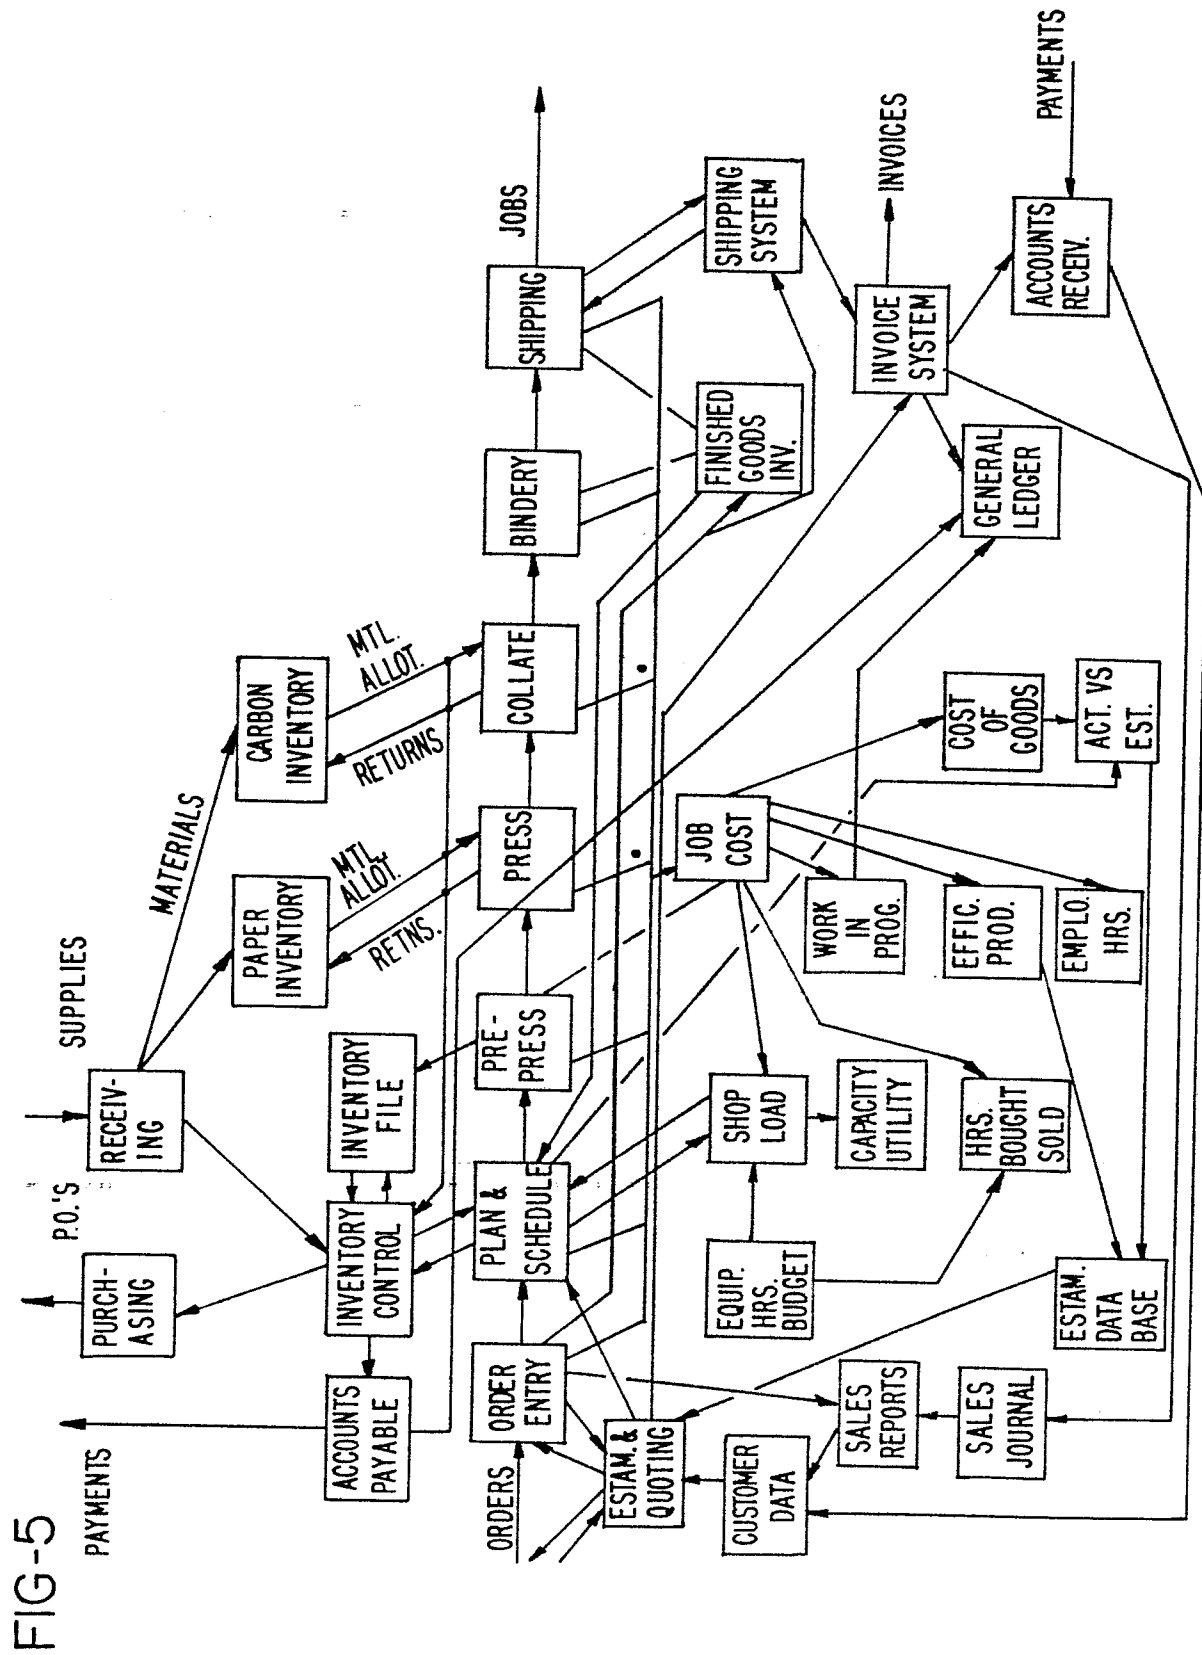 FIG-5
PAYMENTS
P.O.'S
SUPPLIES
PURCH-
ASING
RECEIV-
ING
MATERIALS
ACCOUNTS
PAYABLE
INVENTORY
CONTROL
INVENTORY
FILE
PAPER
INVENTORY
CARBON
INVENTORY
RETNS.
MTL.
ALLOT.
RETURNS
MTL.
ALLOT.
ORDERS
ORDER
ENTRY
PLAN &
SCHEDULE
PRE-
PRESS
PRESS
COLLATE
BINDERY
SHIPPING
JOBS
ESTAM. &
QUOTING
CUSTOMER
DATA
EQUIP.
HRS.
BUDGET
SHOP
LOAD
JOB
COST
FINISHED
GOODS
INV.
SHIPPING
SYSTEM
SALES
REPORTS
CAPACITY
UTILITY
WORK
IN
PROG.
INVOICE
SYSTEM
INVOICES
SALES
JOURNAL
HRS.
BOUGHT
SOLD
EFFIC.
PROD.
COST
OF
GOODS
GENERAL
LEDGER
ACCOUNTS
RECEIV.
PAYMENTS
ESTAM.
DATA
BASE
EMPLO.
HRS.
ACT. VS
EST.